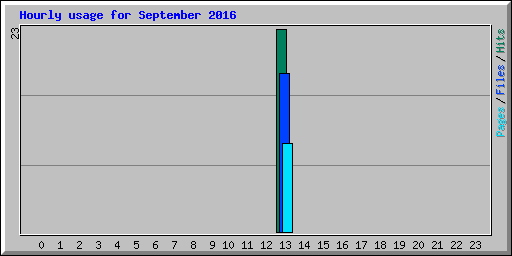 Hourly usage for September 2016
23
Pages/Files/Hits
0 1 2 3 4 5 6 7 8 9 10 11 12 13 14 15 16 17 18 19 20 21 22 23